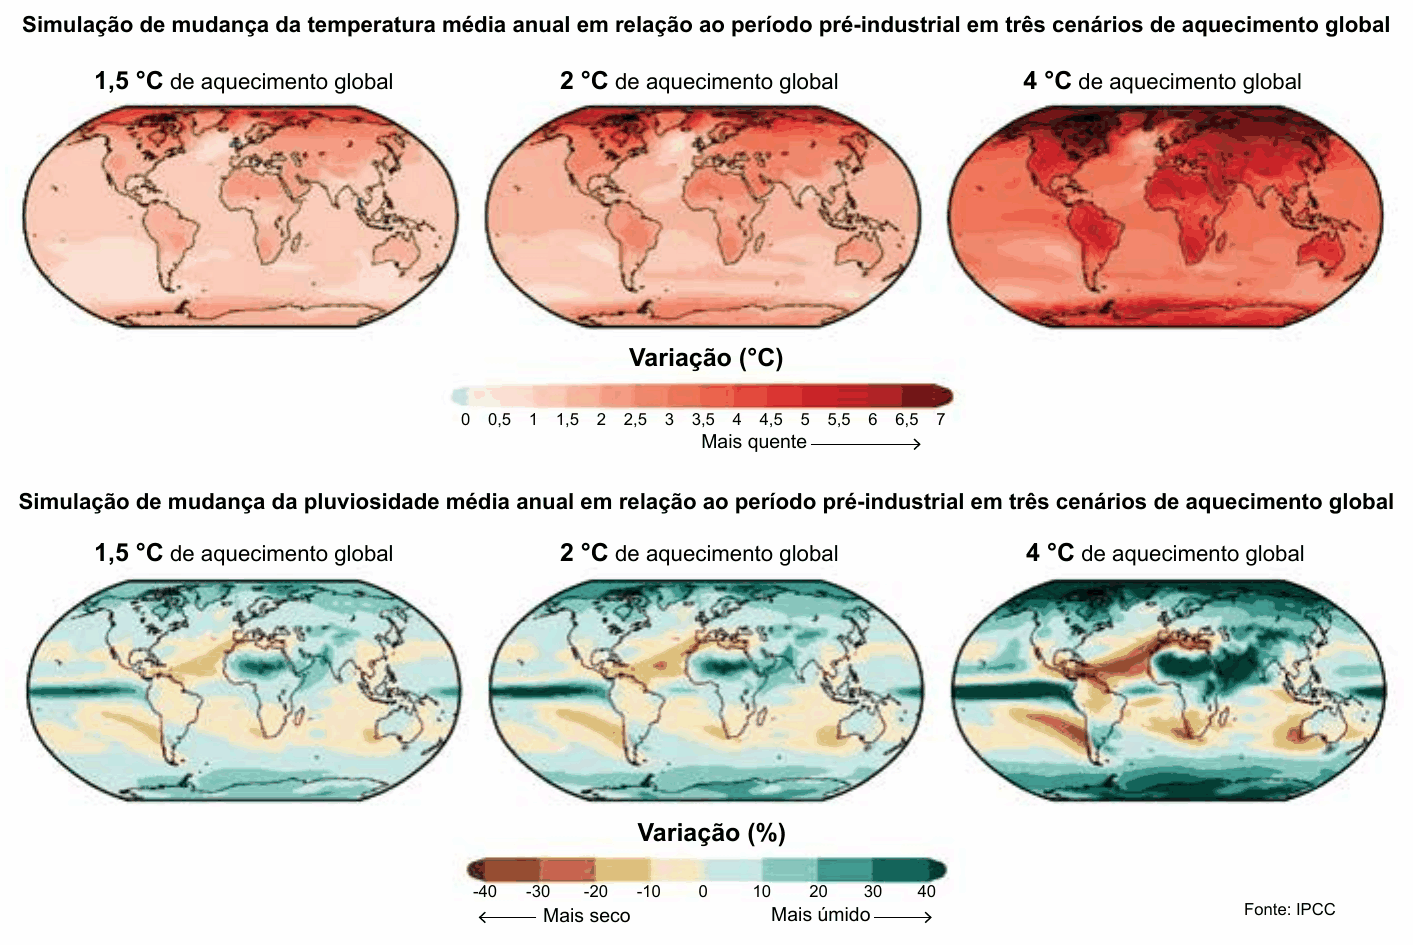 Simulação de mudança da temperatura média anual em relação ao período pré-industrial em três cenários de aquecimento global
1,5 °C de aquecimento global
2 °C de aquecimento global
4 °C de aquecimento global
Variação (°C)
0 0,5 1 1,5 2 2,5 3 3,5 4 4,5 5 5,5 6 6,5 7
Mais quente
Simulação de mudança da pluviosidade média anual em relação ao período pré-industrial em três cenários de aquecimento global
1,5 °C de aquecimento global
2 °C de aquecimento global
4 °C de aquecimento global
Variação (%)
-40 -30 -20 -10 0 10 20 30 40
Mais seco
Mais úmido
Fonte: IPCC